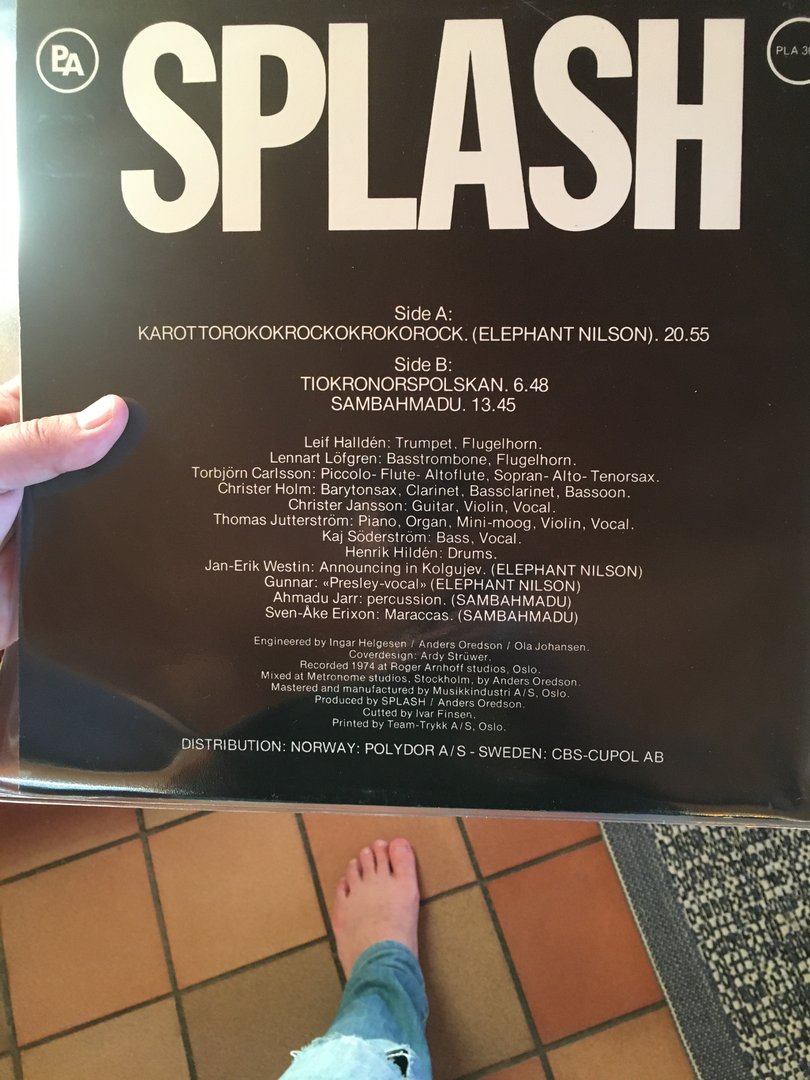 PA
SPLASH
PLA 30
Side A:
KAROTTOROKOKROCKOKROKOROCK. (ELEPHANT NILSON). 20.55
Side B:
TIOKRONORSPOLSKAN. 6.48
SAMBAHMADU. 13.45
Leif Halldén: Trumpet, Flugelhorn.
Lennart Löfgren: Basstrombone, Flugelhorn.
Torbjörn Carlsson: Piccolo- Flute- Altoflute, Sopran- Alto- Tenorsax.
Christer Holm: Barytonsax, Clarinet, Bassclarinet, Bassoon.
Christer Jansson: Guitar, Violin, Vocal.
Thomas Jutterström: Piano, Organ, Mini-moog, Violin, Vocal.
Kaj Söderström: Bass, Vocal.
Henrik Hildén: Drums.
Jan-Erik Westin: Announcing in Kolgujev. (ELEPHANT NILSON)
Gunnar: «Presley-vocal» (ELEPHANT NILSON)
Ahmadu Jarr: percussion. (SAMBAHMADU)
Sven-Åke Erixon: Maraccas. (SAMBAHMADU)
Engineered by Ingar Helgesen / Anders Oredson / Ola Johansen.
Coverdesign: Ardy Strüwer.
Recorded 1974 at Roger Arnhoff studios, Oslo.
Mixed at Metronome studios, Stockholm, by Anders Oredson.
Mastered and manufactured by Musikkindustri A/S, Oslo.
Produced by SPLASH / Anders Oredson.
Cutted by Ivar Finsen,
Printed by Team-Trykk A/S, Oslo.
DISTRIBUTION: NORWAY: POLYDOR A/S - SWEDEN: CBS-CUPOL AB